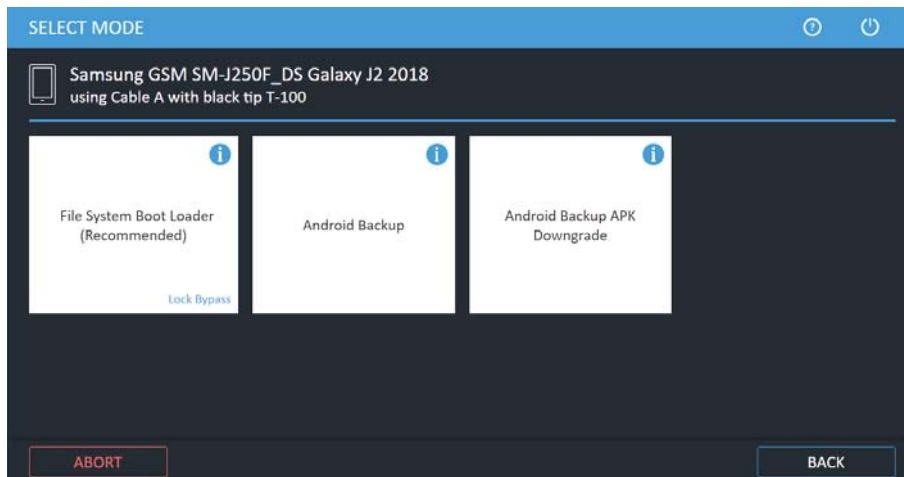 SELECT MODE
Samsung GSM SM-J250F_DS Galaxy J2 2018
using Cable A with black tip T-100
File System Boot Loader
(Recommended)
Lock Bypass
Android Backup
Android Backup APK
Downgrade
ABORT
BACK